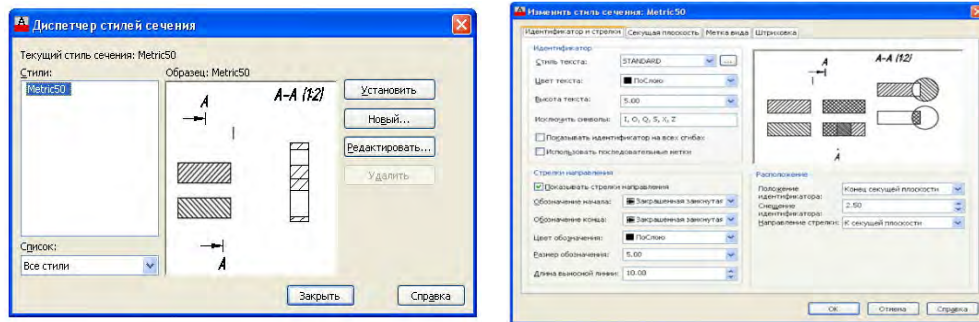 Диспетчер стилей сечения
Текущий стиль сечения: Metric50
Стили:
Metric50
Образец: Metric50
A
A-A (1:2)
A
Установить
Новый...
Редактировать...
Удалить
Список:
Все стили
Закрыть
Справка
Изменить стиль сечения: Metric50
Идентификатор и стрелки
Секущая плоскость
Метка вида
Штриховка
Идентификатор
Стиль текста:
STANDARD
...
Цвет текста:
ПоСлою
Высота текста:
5.00
Исключить символы:
I, O, Q, S, X, Z
Показывать идентификатор на всех сгибах
Использовать последовательные метки
A
A-A (1:2)
A
Стрелки направления
Показывать стрелки направления
Обозначение начала:
Закрашенная замкнутая
Обозначение конца:
Закрашенная замкнутая
Цвет обозначения:
ПоСлою
Размер обозначения:
5.00
Длина выносной линии:
10.00
Расположение
Положение идентификатора:
Конец секущей плоскости
Смещение идентификатора:
2.50
Направление стрелки:
К секущей плоскости
ОК
Отмена
Справка